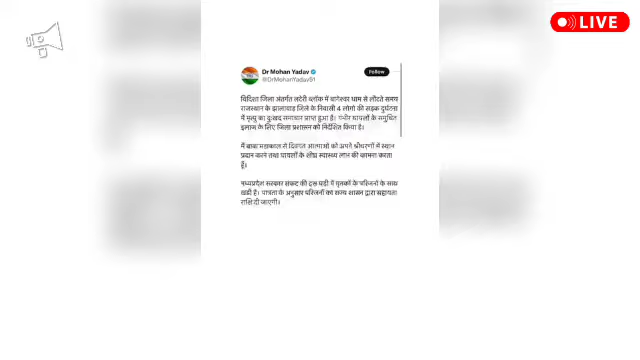 LIVE
Dr Mohan Yadav
Follow
@DrMohanYadav51
विदिशा जिला अंतर्गत लटेरी ब्लॉक में बागेश्वर धाम से लौटते समय
राजस्थान के झालावाड़ जिले के निवासी 4 लोगों की सड़क दुर्घटना
में मृत्यु का दुःखद समाचार प्राप्त हुआ है। गंभीर घायलों के समुचित
इलाज के लिए जिला प्रशासन को निर्देशित किया है।
मैं बाबा महाकाल से दिवंगत आत्माओं को अपने श्रीचरणों में स्थान
प्रदान करने तथा घायलों के शीघ्र स्वास्थ्य लाभ की कामना करता
हूँ।
मध्यप्रदेश सरकार संकट की इस घड़ी में मृतकों के परिजनों के साथ
खड़ी है। पात्रता के अनुसार परिजनों को राज्य शासन द्वारा सहायता
राशि दी जाएगी।